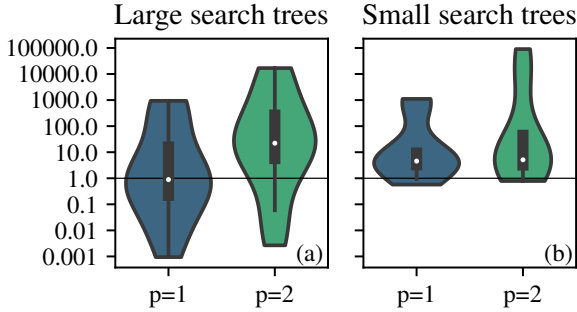 Large search trees
Small search trees
100000.0
10000.0
1000.0
100.0
10.0
1.0
0.1
0.01
0.001
(a)
(b)
p=1
p=2
p=1
p=2